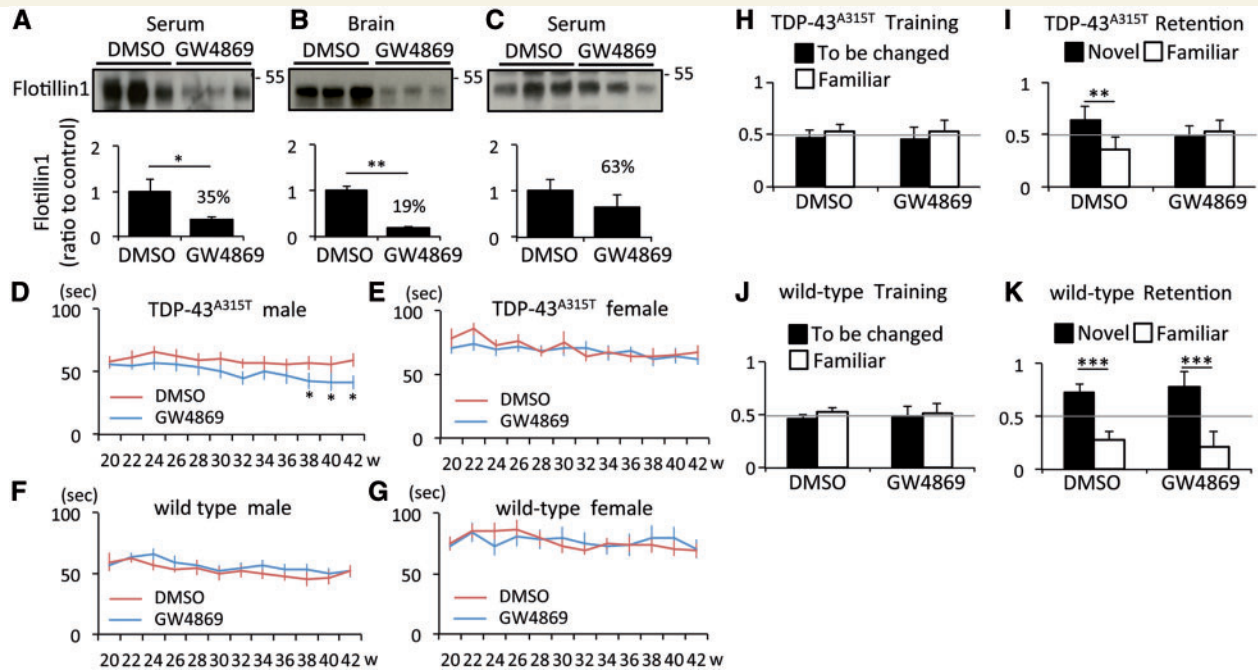 A
Serum
DMSO GW4869
Flotillin1
- 55
Flotillin1
(ratio to control)
2
1
0
*
35%
DMSO
GW4869
B
Brain
DMSO GW4869
- 55
2
1
0
**
19%
DMSO
GW4869
C
Serum
DMSO GW4869
- 55
2
1
0
63%
DMSO
GW4869
D
(sec)
TDP-43A315T male
100
50
0
DMSO
GW4869
* * *
20 22 24 26 28 30 32 34 36 38 40 42 w
E
(sec)
TDP-43A315T female
100
50
0
DMSO
GW4869
20 22 24 26 28 30 32 34 36 38 40 42 w
F
(sec)
wild type male
100
50
0
DMSO
GW4869
20 22 24 26 28 30 32 34 36 38 40 42 w
G
(sec)
wild-type female
100
50
0
DMSO
GW4869
20 22 24 26 28 30 32 34 36 38 40 42 w
H
TDP-43A315T Training
To be changed
Familiar
1
0.5
0
DMSO GW4869
I
TDP-43A315T Retention
Novel Familiar
1
0.5
0
**
DMSO GW4869
J
wild-type Training
To be changed
Familiar
1
0.5
0
DMSO GW4869
K
wild-type Retention
Novel Familiar
1
0.5
0
*** ***
DMSO GW4869